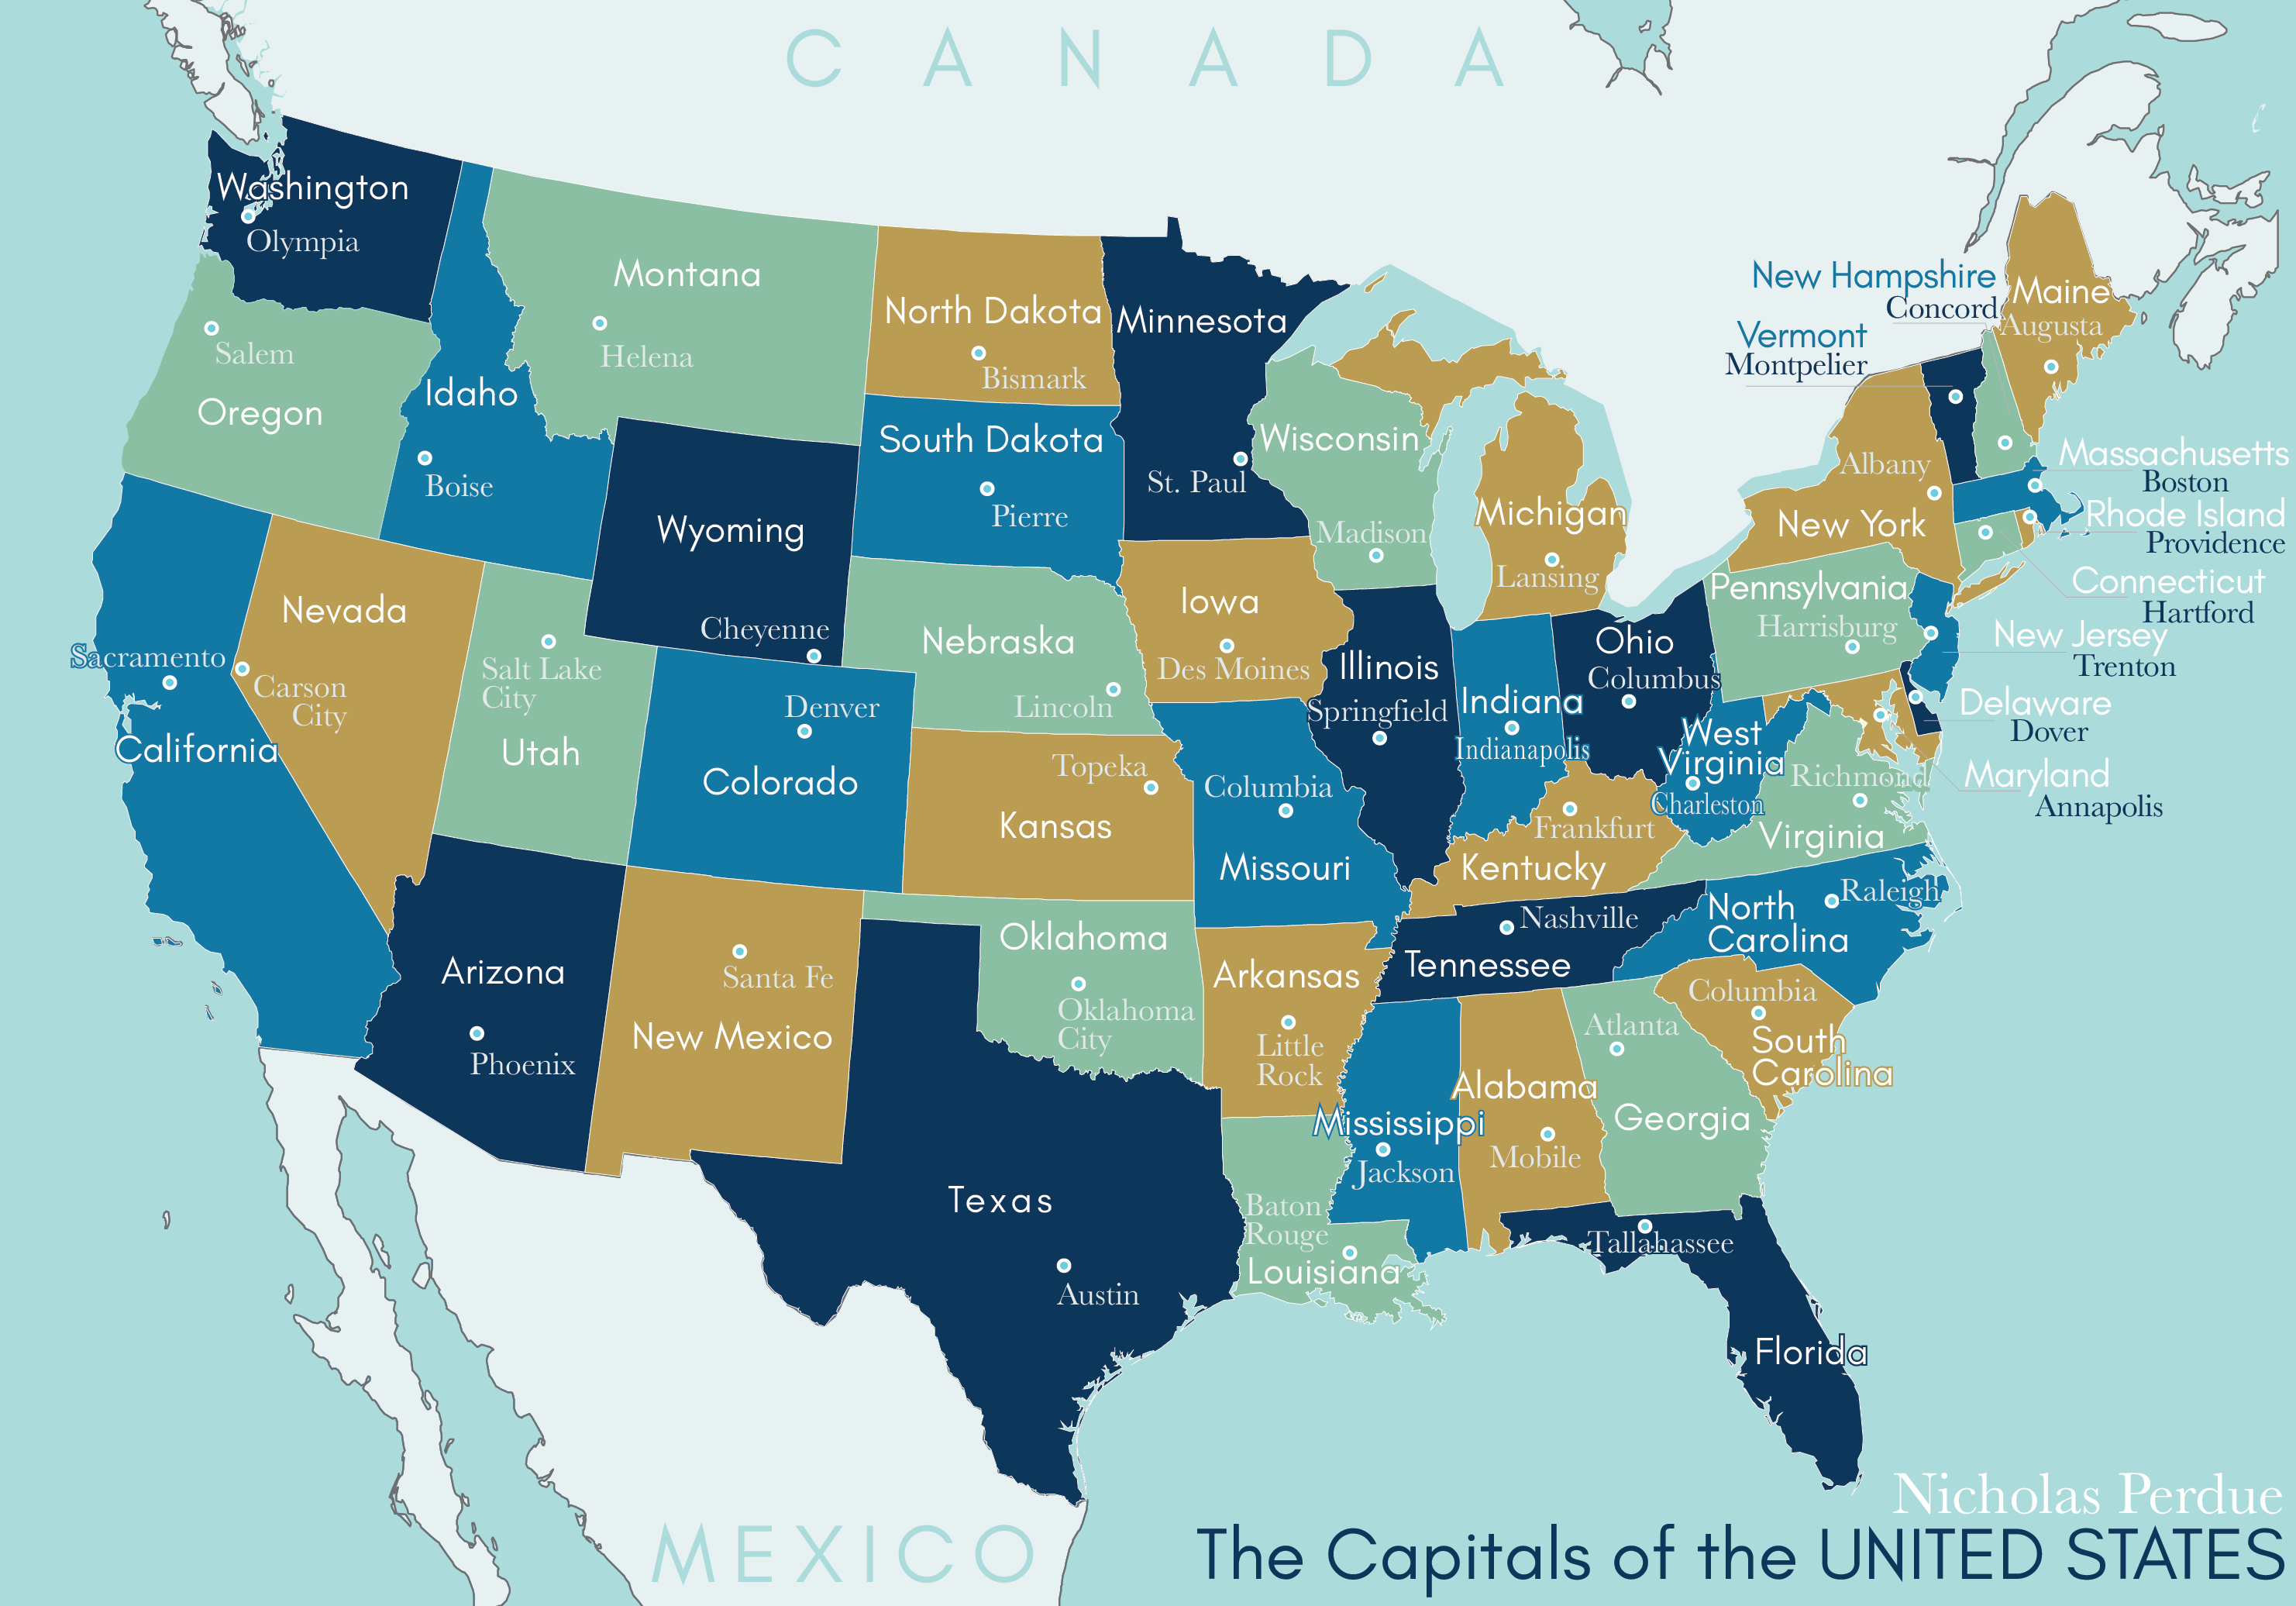 CANADA
Washington
Olympia
Montana
Helena
North Dakota
Bismark
Minnesota
St. Paul
New Hampshire
Concord
Maine
Augusta
Vermont
Montpelier
Salem
Oregon
Idaho
Boise
South Dakota
Pierre
Wisconsin
Madison
Michigan
Lansing
Albany
New York
Massachusetts
Boston
Rhode Island
Providence
Connecticut
Hartford
Wyoming
Cheyenne
Nevada
Carson
City
Sacramento
California
Salt Lake
City
Utah
Denver
Colorado
Nebraska
Lincoln
Iowa
Des Moines
Illinois
Springfield
Indiana
Indianapolis
Ohio
Columbus
Pennsylvania
Harrisburg
New Jersey
Trenton
Delaware
Dover
Maryland
Annapolis
West
Virginia
Charleston
Richmond
Virginia
Topeka
Kansas
Columbia
Missouri
Frankfurt
Kentucky
Nashville
Tennessee
Raleigh
North
Carolina
Arizona
Phoenix
Santa Fe
New Mexico
Oklahoma
Oklahoma
City
Arkansas
Little
Rock
Columbia
South
Carolina
Atlanta
Georgia
Alabama
Mobile
Mississippi
Jackson
Texas
Austin
Baton
Rouge
Louisiana
Tallahassee
Florida
Nicholas Perdue
MEXICO
The Capitals of the UNITED STATES